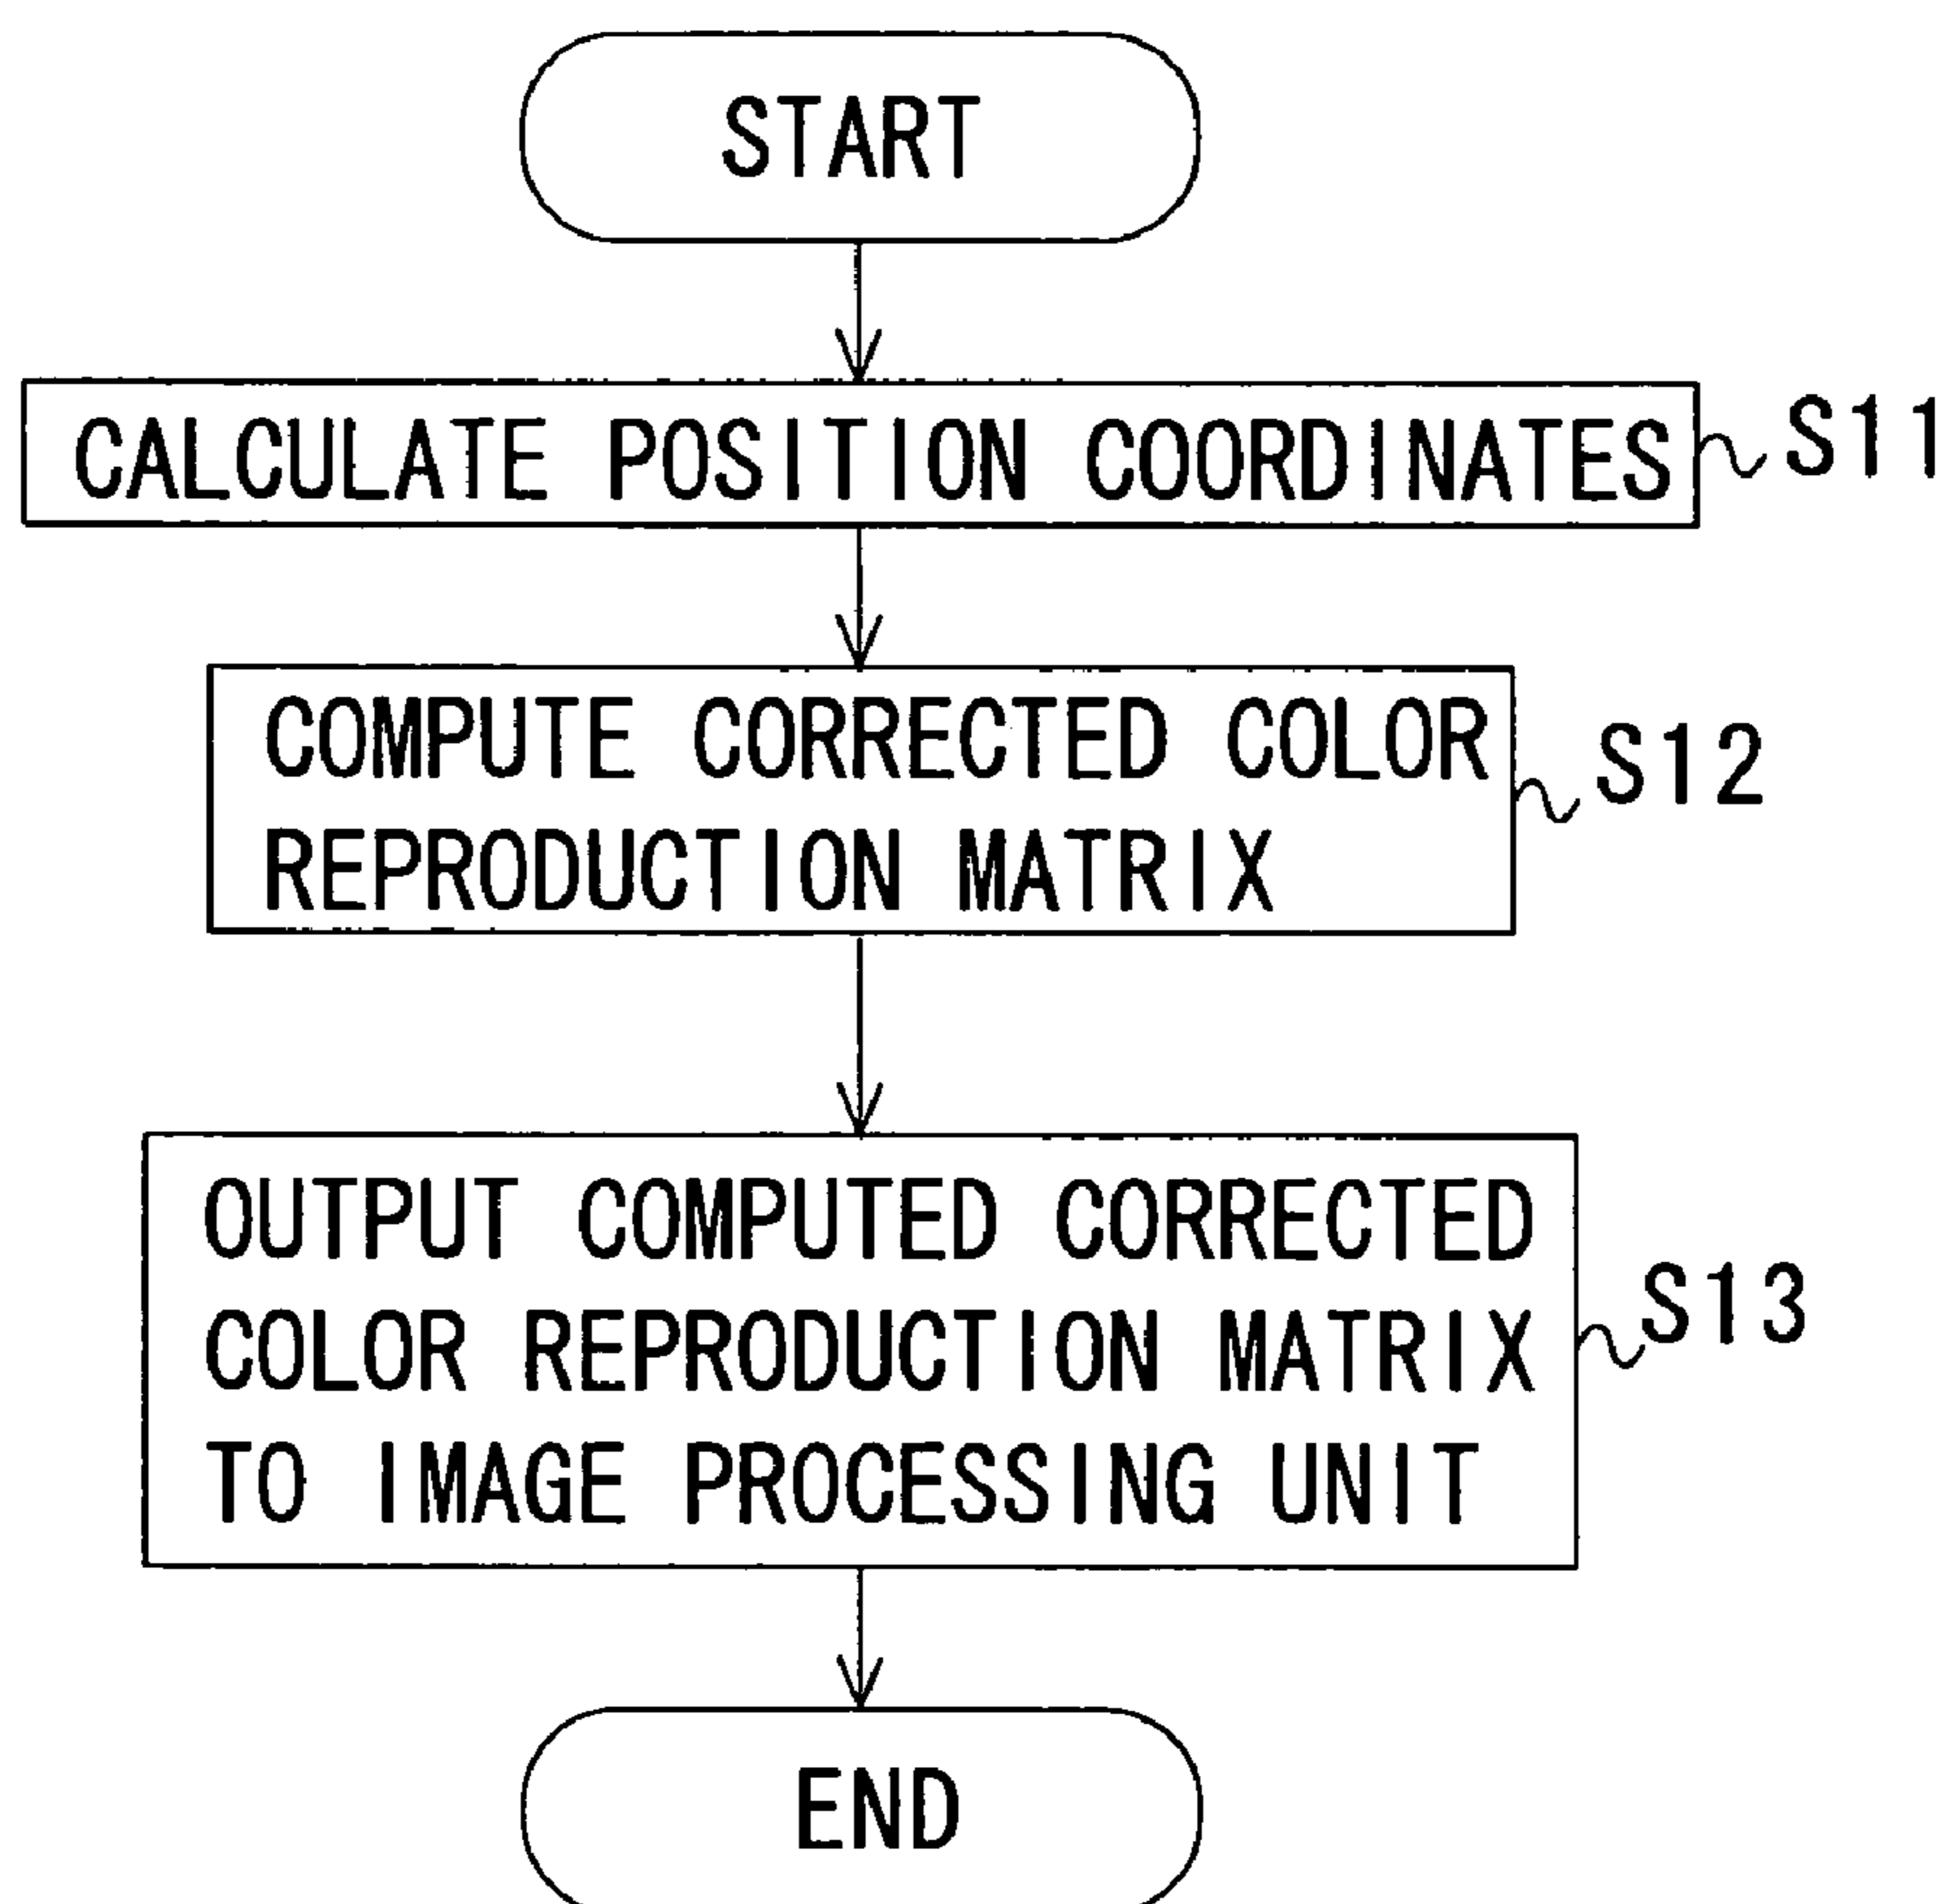 START
CALCULATE POSITION COORDINATES
S11
COMPUTE CORRECTED COLOR
REPRODUCTION MATRIX
S12
OUTPUT COMPUTED CORRECTED
COLOR REPRODUCTION MATRIX
TO IMAGE PROCESSING UNIT
S13
END